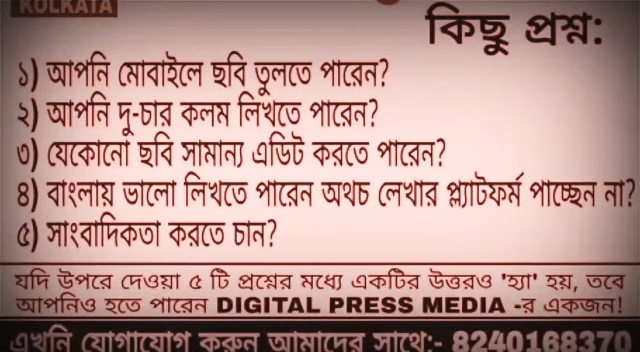 KOLKATA
কিছু প্রশ্ন:
১) আপনি মোবাইলে ছবি তুলতে পারেন?
২) আপনি দু-চার কলম লিখতে পারেন?
৩) যেকোনো ছবি সামান্য এডিট করতে পারেন?
৪) বাংলায় ভালো লিখতে পারেন অথচ লেখার প্ল্যাটফর্ম পাচ্ছেন না?
৫) সাংবাদিকতা করতে চান?
যদি উপরে দেওয়া ৫ টি প্রশ্নের মধ্যে একটির উত্তরও 'হ্যা' হয়, তবে
আপনিও হতে পারেন DIGITAL PRESS MEDIA -র একজন!
এখনি যোগাযোগ করুন আমাদের সাথে:- 8240168370